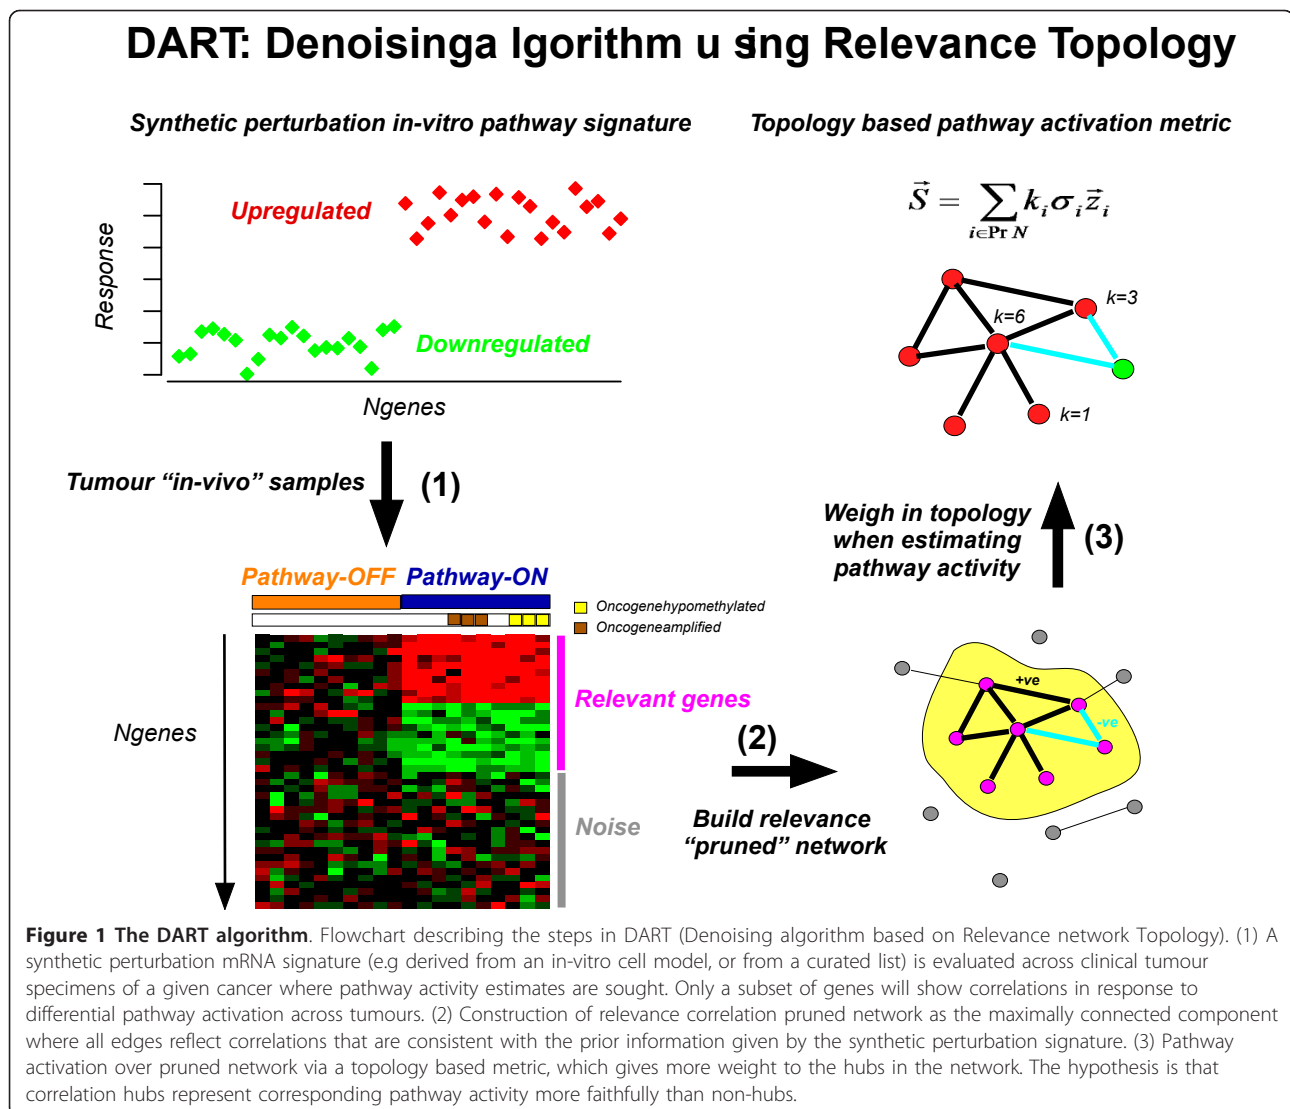 DART: Denoisinga lgorithm u sing Relevance Topology
Synthetic perturbation in-vitro pathway signature
Response
Upregulated
Downregulated
Ngenes
Tumour “in-vivo” samples
(1)
Pathway-OFF Pathway-ON
Oncogenehypomethylated
Oncogeneamplified
Ngenes
Relevant genes
Noise
(2)
Build relevance
“pruned” network
Topology based pathway activation metric
S⃗ = ∑ i∈Pr N k_i σ_i z⃗_i
k=3
k=6
k=1
Weigh in topology
when estimating
pathway activity
(3)
+ve
-ve
Figure 1 The DART algorithm. Flowchart describing the steps in DART (Denoising algorithm based on Relevance network Topology). (1) A
synthetic perturbation mRNA signature (e.g derived from an in-vitro cell model, or from a curated list) is evaluated across clinical tumour
specimens of a given cancer where pathway activity estimates are sought. Only a subset of genes will show correlations in response to
differential pathway activation across tumours. (2) Construction of relevance correlation pruned network as the maximally connected component
where all edges reflect correlations that are consistent with the prior information given by the synthetic perturbation signature. (3) Pathway
activation over pruned network via a topology based metric, which gives more weight to the hubs in the network. The hypothesis is that
correlation hubs represent corresponding pathway activity more faithfully than non-hubs.